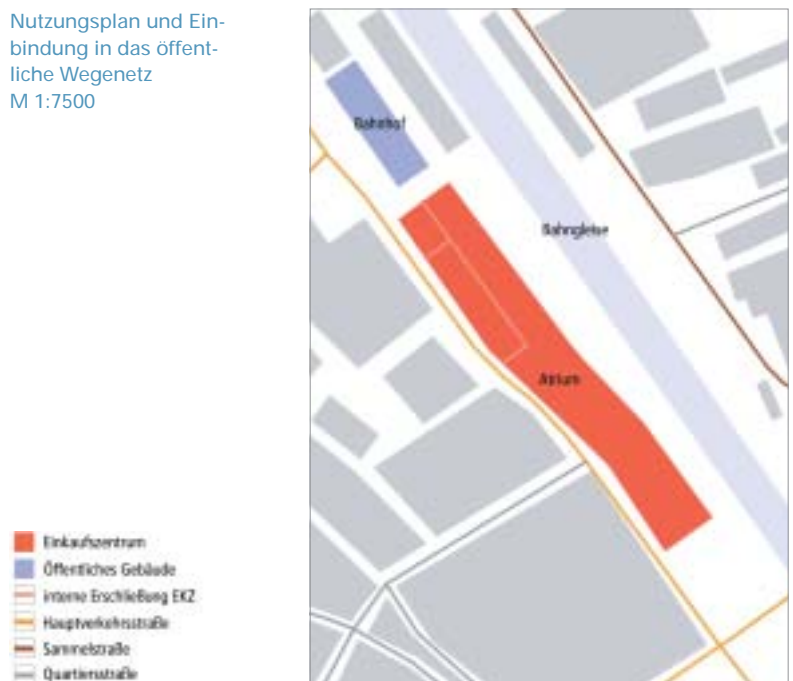 Nutzungsplan und Ein-
bindung in das öffent-
liche Wegenetz
M 1:7500
Bahnhof
Bahngleise
Atrium
Einkaufszentrum
Öffentliches Gebäude
interne Erschließung EKZ
Hauptverkehrsstraße
Sammelstraße
Quartiersstraße